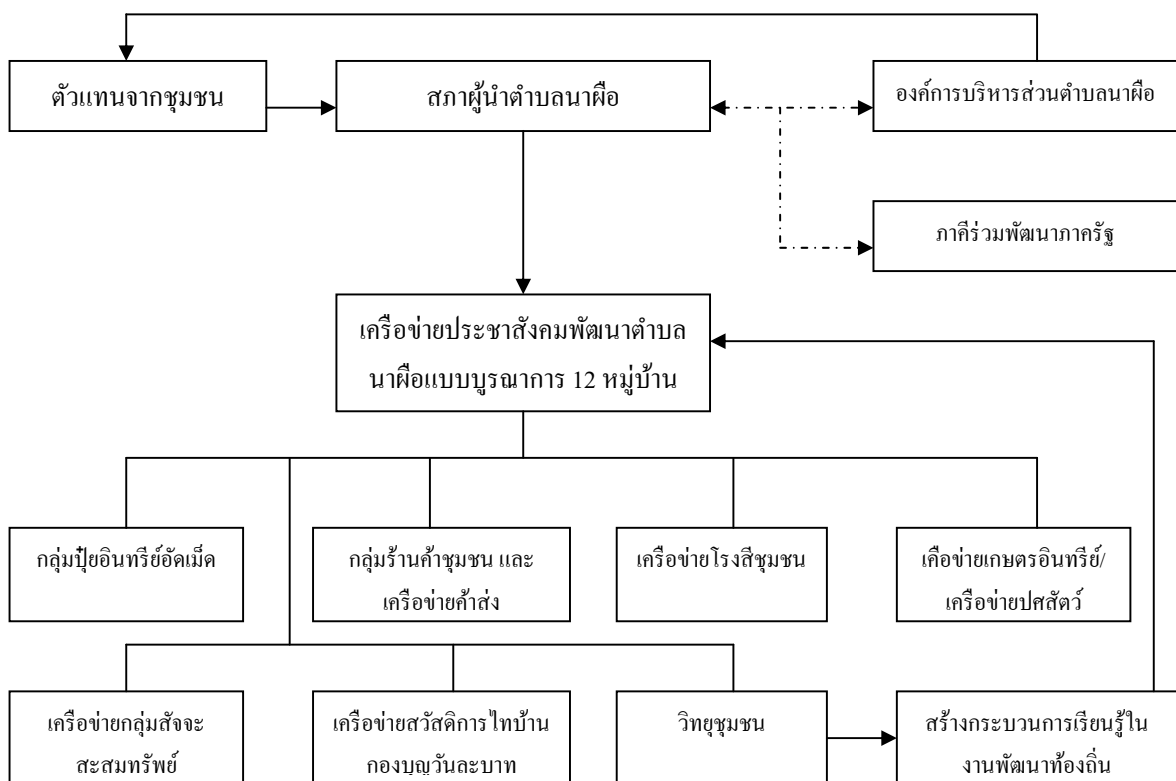 ตัวแทนจากชุมชน
สภาผู้นำตำบลนาผือ
องค์การบริหารส่วนตำบลนาผือ
ภาคีร่วมพัฒนาภาครัฐ
เครือข่ายประชาสังคมพัฒนาตำบล
นาผือแบบบูรณาการ 12 หมู่บ้าน
กลุ่มปุ๋ยอินทรีย์อัดเม็ด
กลุ่มร้านค้าชุมชน และ
เครือข่ายค้าส่ง
เครือข่ายโรงสีชุมชน
เคือข่ายเกษตรอินทรีย์/
เครือข่ายปศสัตว์
เครือข่ายกลุ่มสัจจะ
สะสมทรัพย์
เครือข่ายสวัสดิการไทบ้าน
กองบุญวันละบาท
วิทยุชุมชน
สร้างกระบวนการเรียนรู้ใน
งานพัฒนาท้องถิ่น